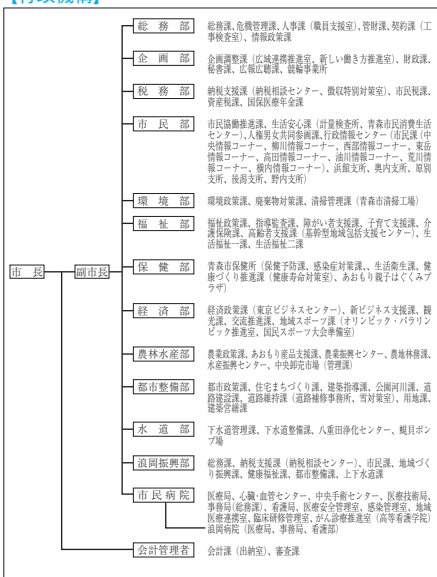 【行政機構】
市長
副市長
総務部
総務課、危機管理課、人事課（職員支援室）、管財課、契約課（工
事検査室）、情報政策課
企画部
企画調整課（広域連携推進室、新しい働き方推進室）、財政課、
秘書課、広報広聴課、競輪事業所
税務部
納税支援課（納税相談センター、徴収特別対策室）、市民税課、
資産税課、国保医療年金課
市民部
市民協働推進課、生活安心課（計量検査所、青森市民消費生活
センター）、人権男女共同参画課、行政情報センター（市民課（中
央情報コーナー、柳川情報コーナー、西部情報コーナー、東岳
情報コーナー、高田情報コーナー、油川情報コーナー、荒川情
報コーナー、横内情報コーナー）、浜館支所、奥内支所、原別
支所、後潟支所、野内支所）
環境部
環境政策課、廃棄物対策課、清掃管理課（青森市清掃工場）
福祉部
福祉政策課、指導監査課、障がい者支援課、子育て支援課、介
護保険課、高齢者支援課（基幹型地域包括支援センター）、生
活福祉一課、生活福祉二課
保健部
青森市保健所（保健予防課、感染症対策課、生活衛生課、健
康づくり推進課（健康寿命対策室）、あおもり親子はぐくみプ
ラザ）
経済部
経済政策課（東京ビジネスセンター）、新ビジネス支援課、観
光課、交流推進課、地域スポーツ課（オリンピック・パラリン
ピック推進室、国民スポーツ大会準備室）
農林水産部
農業政策課、あおもり産品支援課、農業振興センター、農地林務課、
水産振興センター、中央卸売市場（管理課）
都市整備部
都市政策課、住宅まちづくり課、建築指導課、公園河川課、道
路建設課、道路維持課（道路補修事務所、雪対策室）、用地課、
建築営繕課
水道部
下水道管理課、下水道整備課、八重田浄化センター、蜆貝ポン
プ場
浪岡振興部
総務課、納税支援課（納税相談センター）、市民課、地域づく
り振興課、健康福祉課、都市整備課、上下水道課
市民病院
医療局、心臓・血管センター、中央手術センター、医療技術局、
事務局（総務課）、看護局、医療安全管理室、感染管理室、地域
医療連携室、臨床研修管理室、がん診療推進室（高等看護学院）
浪岡病院（医療局、事務局、看護部）
会計管理者
会計課（出納室）、審査課